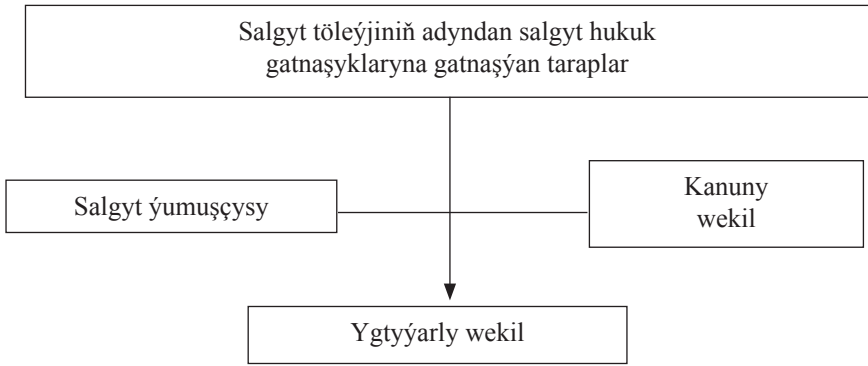 Salgyt töleýjiniň adyndan salgyt hukuk
gatnaşyklaryna gatnaşýan taraplar
Salgyt ýumuşçysy
Kanuny
wekil
Ygtyýarly wekil